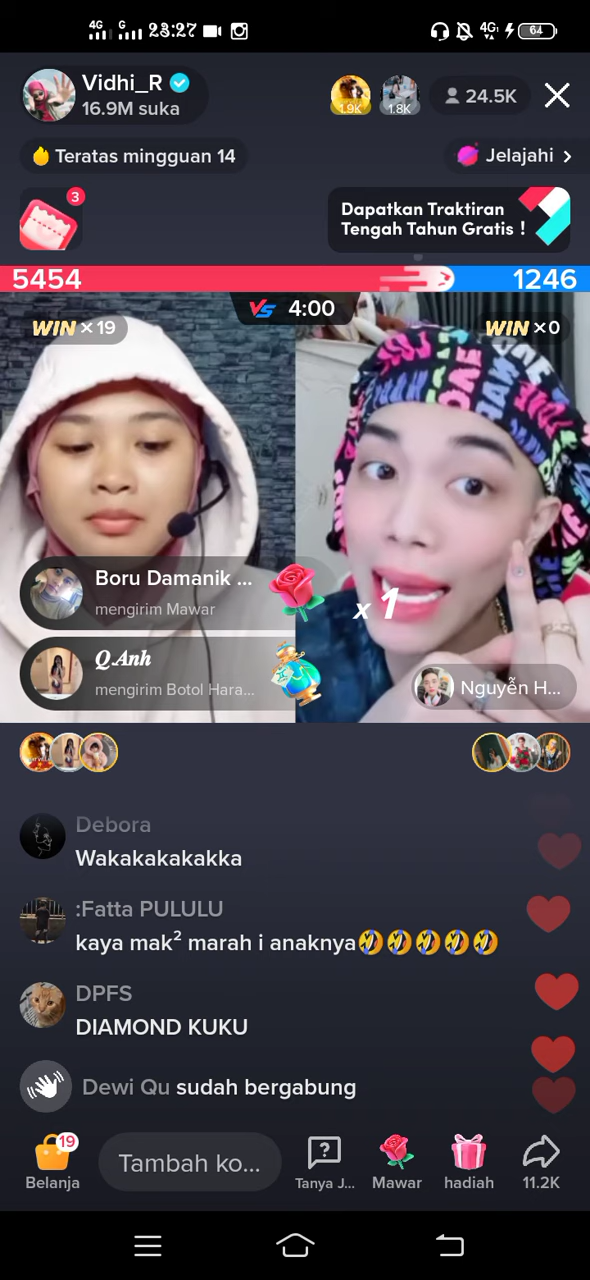 4G G 23:27 4G 64
Vidhi_R
16.9M suka
1.9K 1.8K 24.5K
Teratas mingguan 14
Jelajahi
3
Dapatkan Traktiran
Tengah Tahun Gratis !
5454 1246
VS 4:00
WIN ×19 WIN ×0
Boru Damanik ...
mengirim Mawar
x 1
Q.Anh
mengirim Botol Hara...
Nguyễn H...
Debora
Wakakakakakka
:Fatta PULULU
kaya mak² marah i anaknya🤣🤣🤣🤣🤣
DPFS
DIAMOND KUKU
Dewi Qu sudah bergabung
19
Tambah ko...
Belanja Tanya J... Mawar hadiah 11.2K